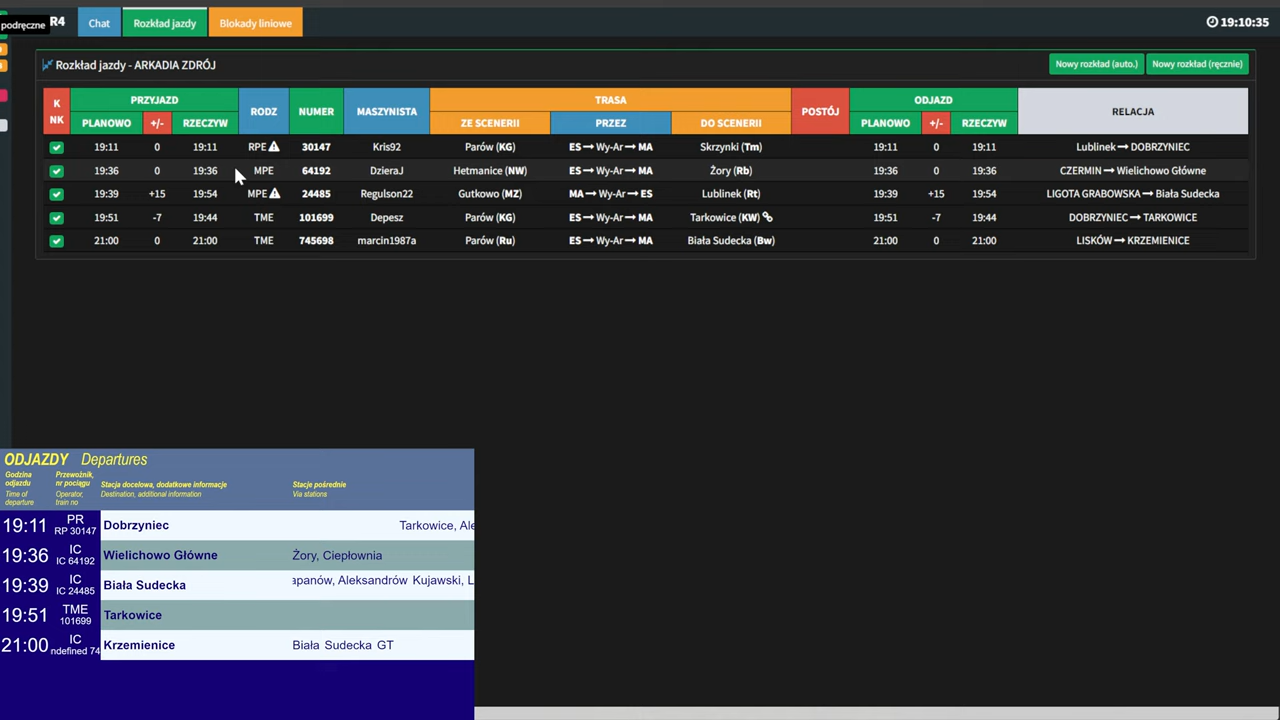 podręczne
R4
Chat
Rozkład jazdy
Blokady liniowe
19:10:35
Rozkład jazdy - ARKADIA ZDRÓJ
Nowy rozkład (auto.)
Nowy rozkład (ręcznie)
K NK
PRZYJAZD
RODZ
NUMER
MASZYNISTA
TRASA
POSTÓJ
ODJAZD
RELACJA
PLANOWO +/- RZECZYW ZE SCENERII PRZEZ DO SCENERII PLANOWO +/- RZECZYW
19:11 0 19:11 RPE 30147 Kris92 Parów (KG) ES → Wy-Ar → MA Skrzynki (Tm) 19:11 0 19:11 Lublinek → DOBRZYNIEC
19:36 0 19:36 MPE 64192 DzieraJ Hetmanice (NW) ES → Wy-Ar → MA Żory (Rb) 19:36 0 19:36 CZERMIN → Wielichowo Główne
19:39 +15 19:54 MPE 24485 Regulson22 Gutkowo (MZ) MA → Wy-Ar → ES Lublinek (Rt) 19:39 +15 19:54 LIGOTA GRABOWSKA → Biała Sudecka
19:51 -7 19:44 TME 101699 Depesz Parów (KG) ES → Wy-Ar → MA Tarkowice (KW) 19:51 -7 19:44 DOBRZYNIEC → TARKOWICE
21:00 0 21:00 TME 745698 marcin1987a Parów (Ru) ES → Wy-Ar → MA Biała Sudecka (Bw) 21:00 0 21:00 LISKÓW → KRZEMIENICE
ODJAZDY Departures
Godzina odjazdu
Time of departure
Przewoźnik, nr pociągu
Operator, train no
Stacja docelowa, dodatkowe informacje
Destination, additional information
Stacje pośrednie
Via stations
19:11 PR RP 30147 Dobrzyniec Tarkowice, Ale
19:36 IC IC 64192 Wielichowo Główne Żory, Ciepłownia
19:39 IC IC 24485 Biała Sudecka apanów, Aleksandrów Kujawski, L
19:51 TME 101699 Tarkowice
21:00 IC ndefined 74 Krzemienice Biała Sudecka GT